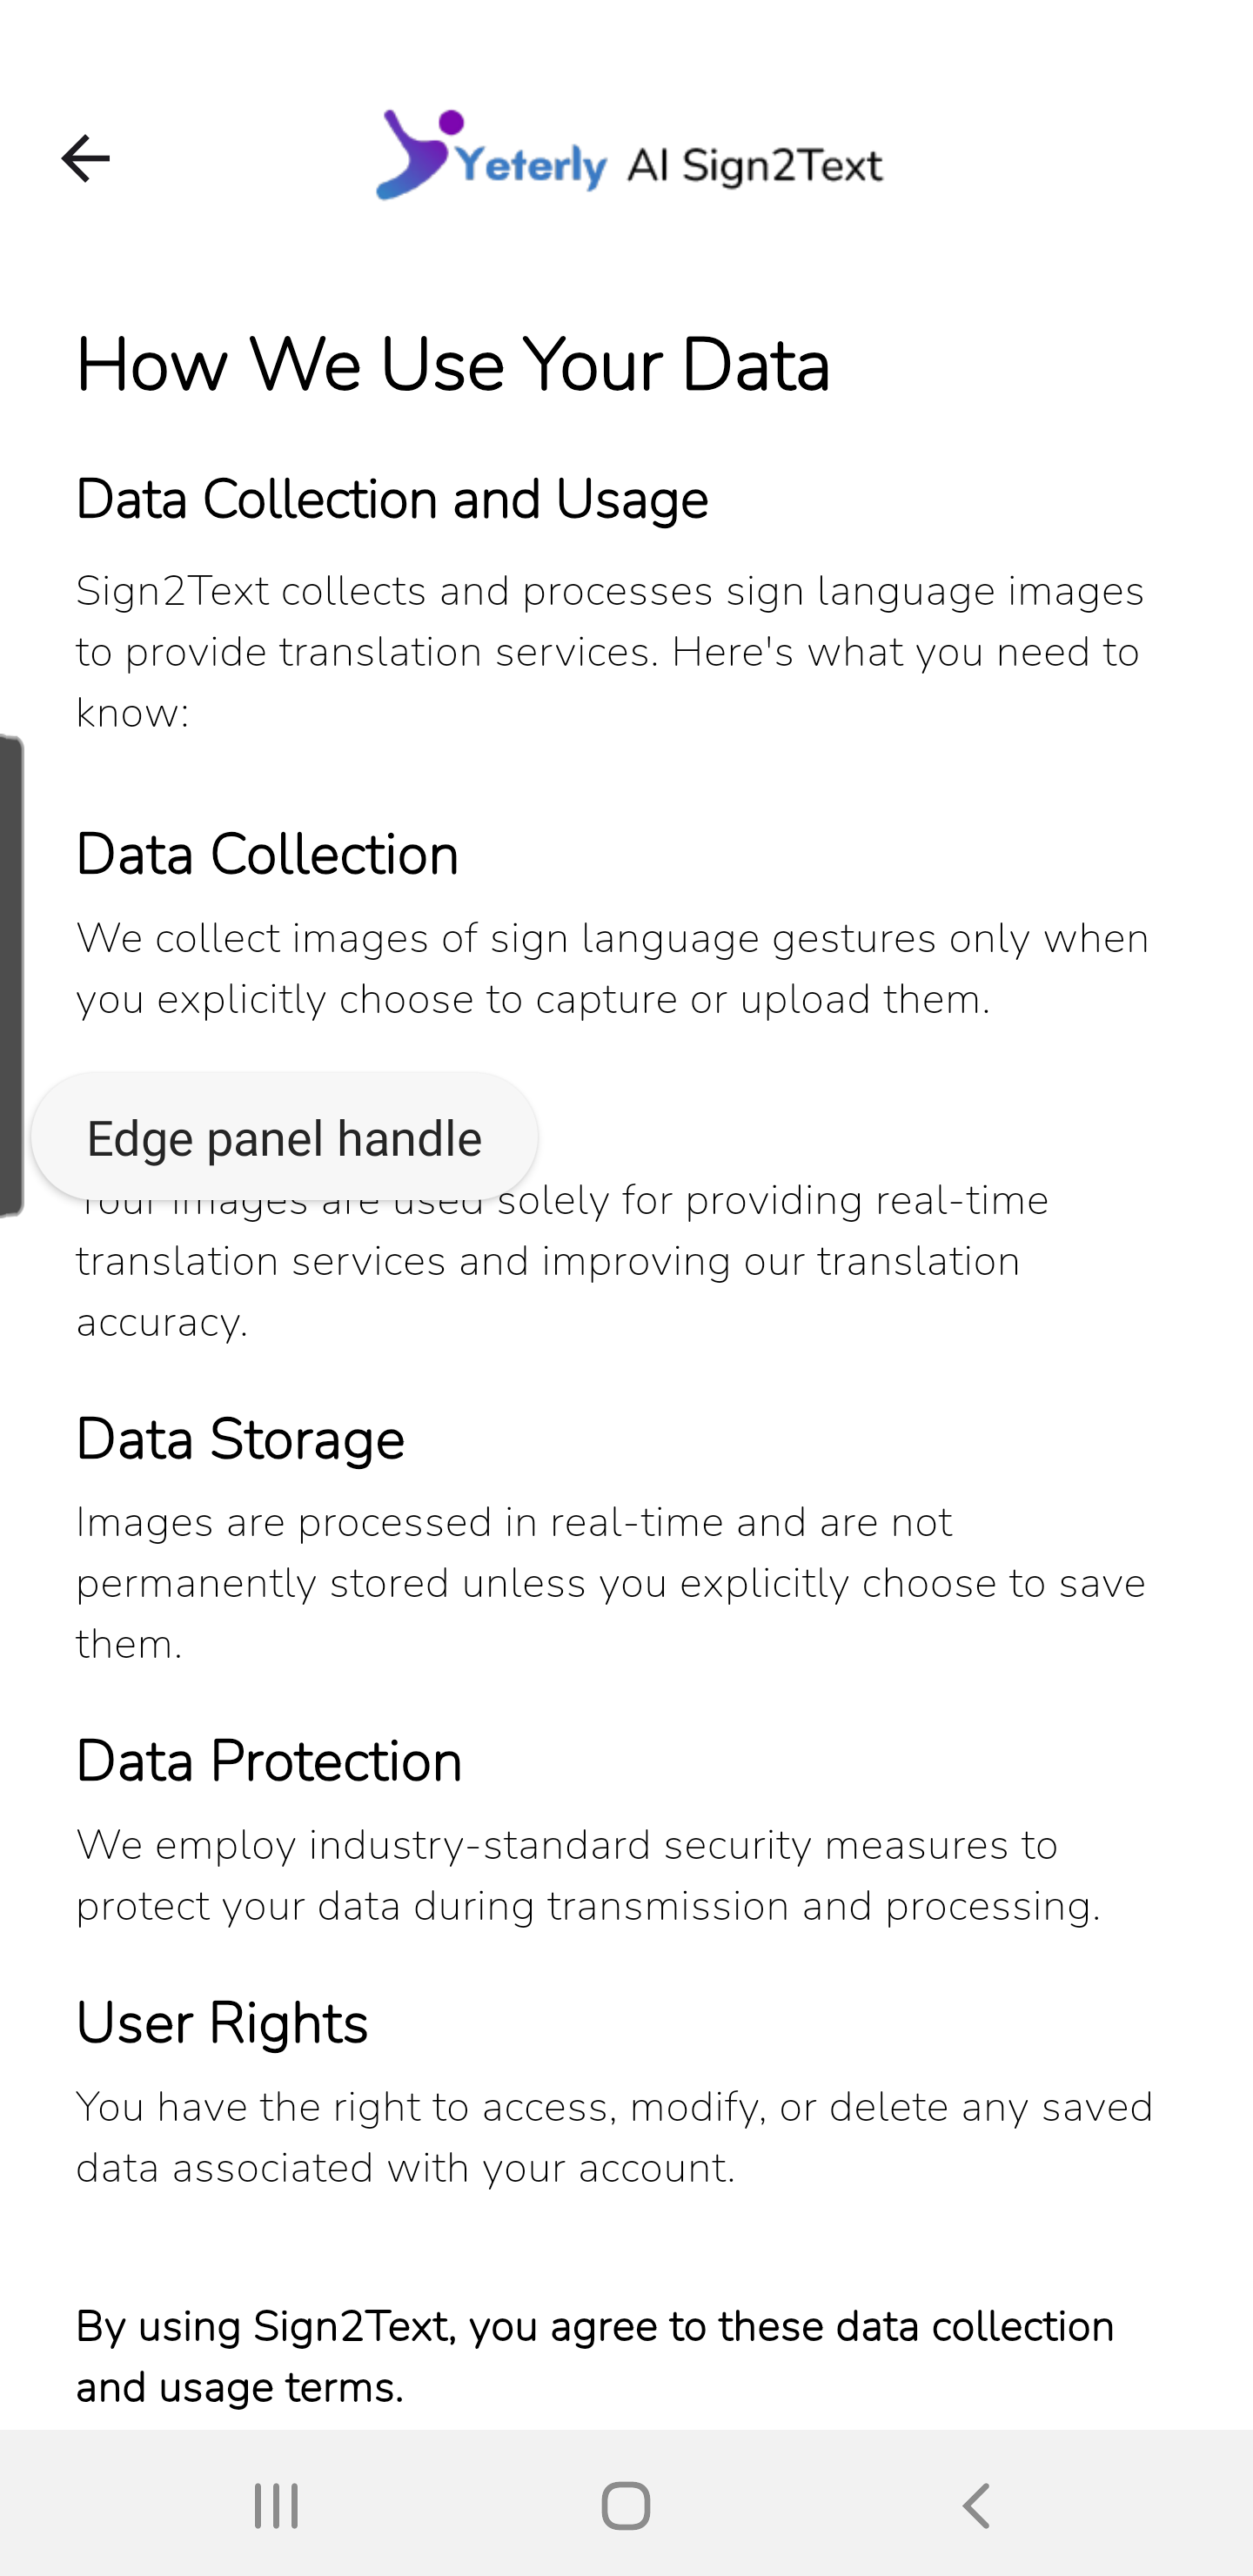 Yeterly AI Sign2Text
How We Use Your Data
Data Collection and Usage
Sign2Text collects and processes sign language images
to provide translation services. Here's what you need to
know:
Data Collection
We collect images of sign language gestures only when
you explicitly choose to capture or upload them.
Edge panel handle
Your images are used solely for providing real-time
translation services and improving our translation
accuracy.
Data Storage
Images are processed in real-time and are not
permanently stored unless you explicitly choose to save
them.
Data Protection
We employ industry-standard security measures to
protect your data during transmission and processing.
User Rights
You have the right to access, modify, or delete any saved
data associated with your account.
By using Sign2Text, you agree to these data collection
and usage terms.